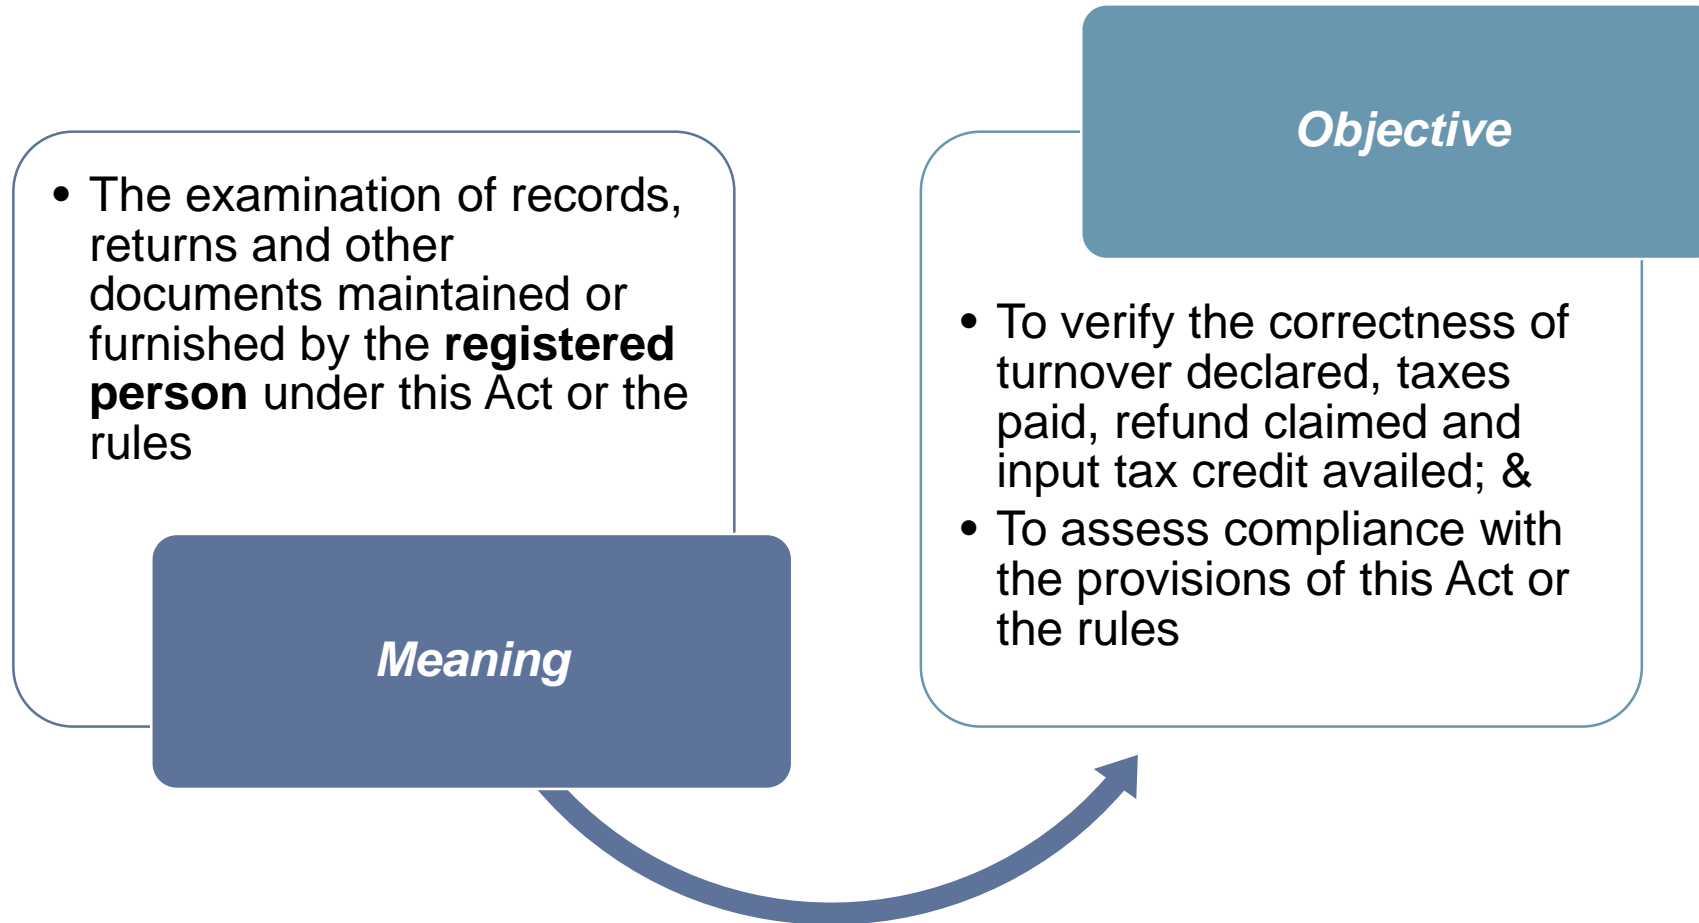 • The examination of records,
returns and other
documents maintained or
furnished by the registered
person under this Act or the
rules
Meaning
Objective
• To verify the correctness of
turnover declared, taxes
paid, refund claimed and
input tax credit availed; &
• To assess compliance with
the provisions of this Act or
the rules